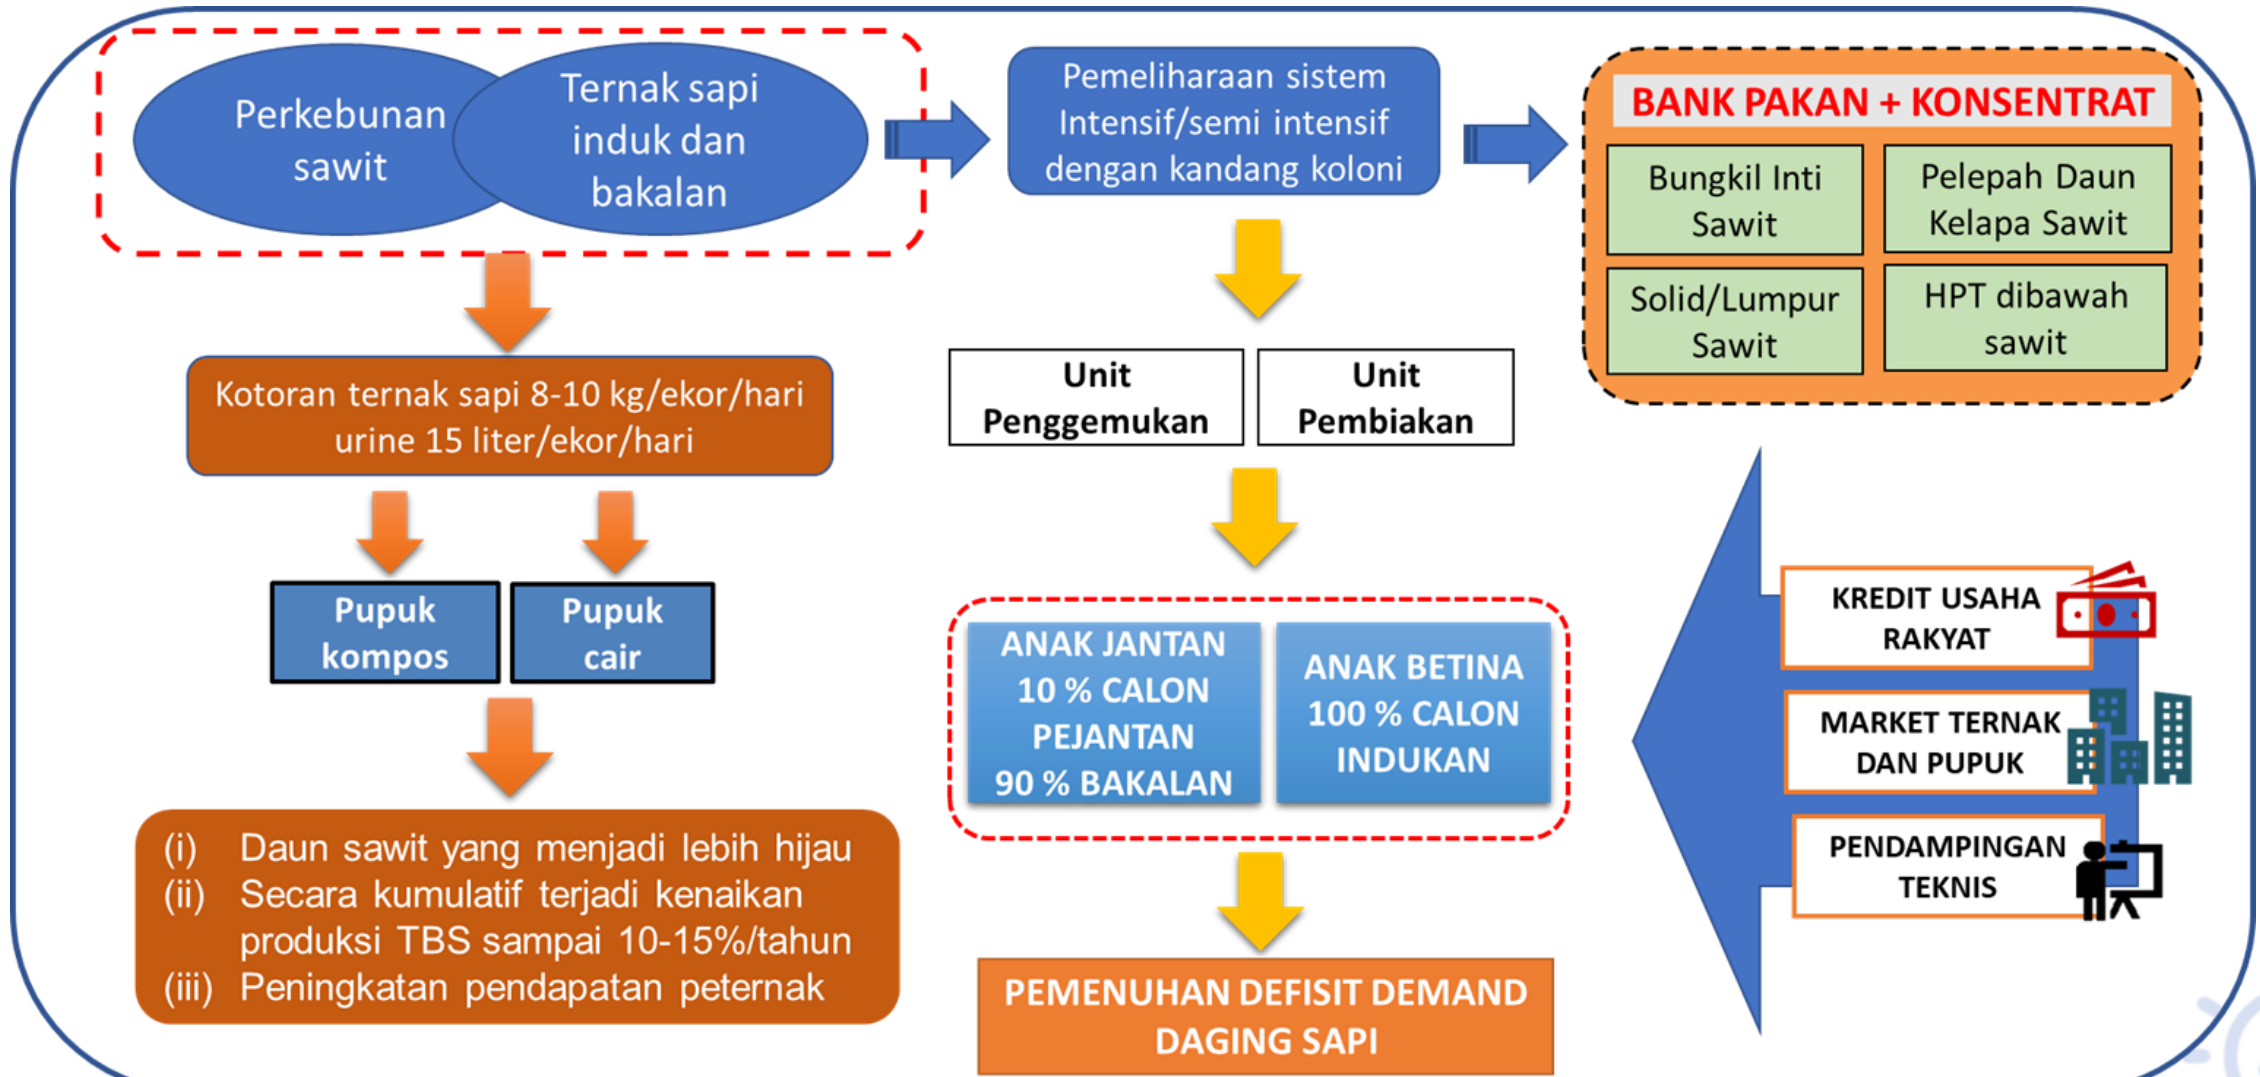 Perkebunan
sawit
Ternak sapi
induk dan
bakalan
Pemeliharaan sistem
Intensif/semi intensif
dengan kandang koloni
BANK PAKAN + KONSENTRAT
Bungkil Inti
Sawit
Pelepah Daun
Kelapa Sawit
Solid/Lumpur
Sawit
HPT dibawah
sawit
Kotoran ternak sapi 8-10 kg/ekor/hari
urine 15 liter/ekor/hari
Pupuk
kompos
Pupuk
cair
(i) Daun sawit yang menjadi lebih hijau
(ii) Secara kumulatif terjadi kenaikan
produksi TBS sampai 10-15%/tahun
(iii) Peningkatan pendapatan peternak
Unit
Penggemukan
Unit
Pembiakan
ANAK JANTAN
10 % CALON
PEJANTAN
90 % BAKALAN
ANAK BETINA
100 % CALON
INDUKAN
PEMENUHAN DEFISIT DEMAND
DAGING SAPI
KREDIT USAHA
RAKYAT
MARKET TERNAK
DAN PUPUK
PENDAMPINGAN
TEKNIS